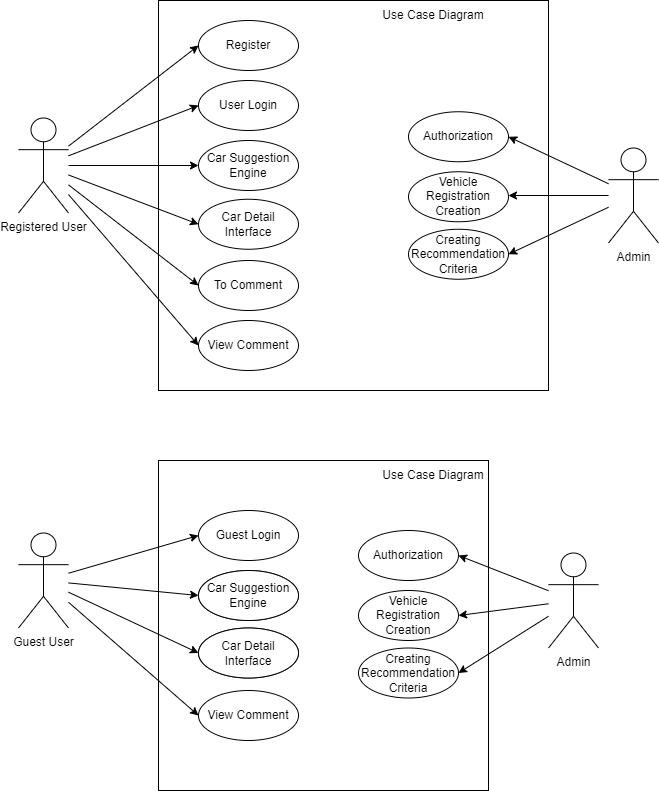 Use Case Diagram
Register
User Login
Car Suggestion
Engine
Car Detail
Interface
To Comment
View Comment
Registered User
Authorization
Vehicle
Registration
Creation
Creating
Recommendation
Criteria
Admin
Use Case Diagram
Guest Login
Car Suggestion
Engine
Car Detail
Interface
View Comment
Guest User
Authorization
Vehicle
Registration
Creation
Creating
Recommendation
Criteria
Admin